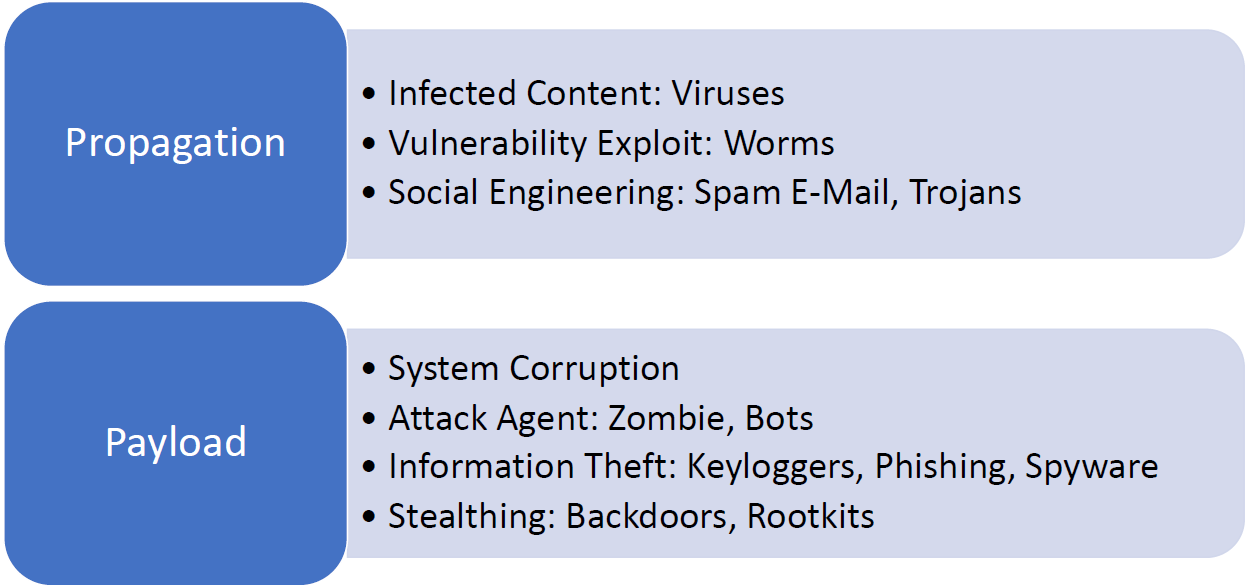 Propagation
• Infected Content: Viruses
• Vulnerability Exploit: Worms
• Social Engineering: Spam E-Mail, Trojans
Payload
• System Corruption
• Attack Agent: Zombie, Bots
• Information Theft: Keyloggers, Phishing, Spyware
• Stealthing: Backdoors, Rootkits